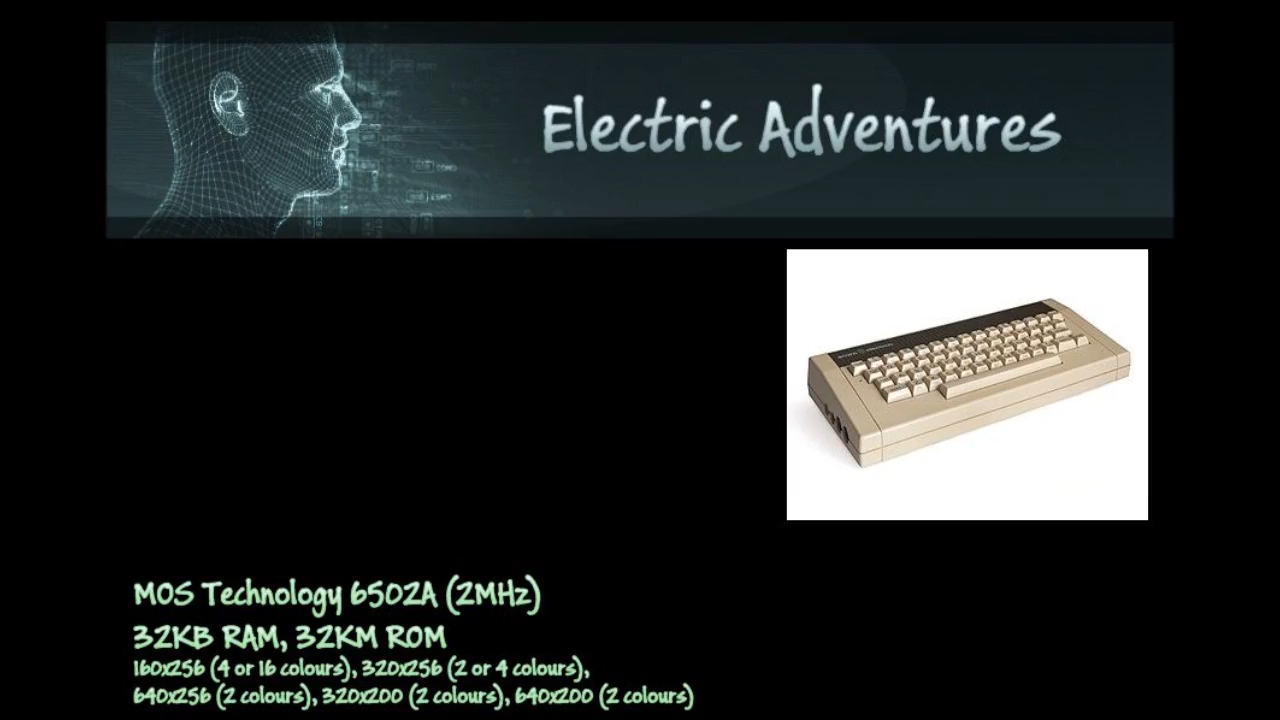 Electric Adventures
MOS Technology 6502A (2MHz)
32KB RAM, 32KM ROM
160x256 (4 or 16 colours), 320x256 (2 or 4 colours),
640x256 (2 colours), 320x200 (2 colours), 640x200 (2 colours)